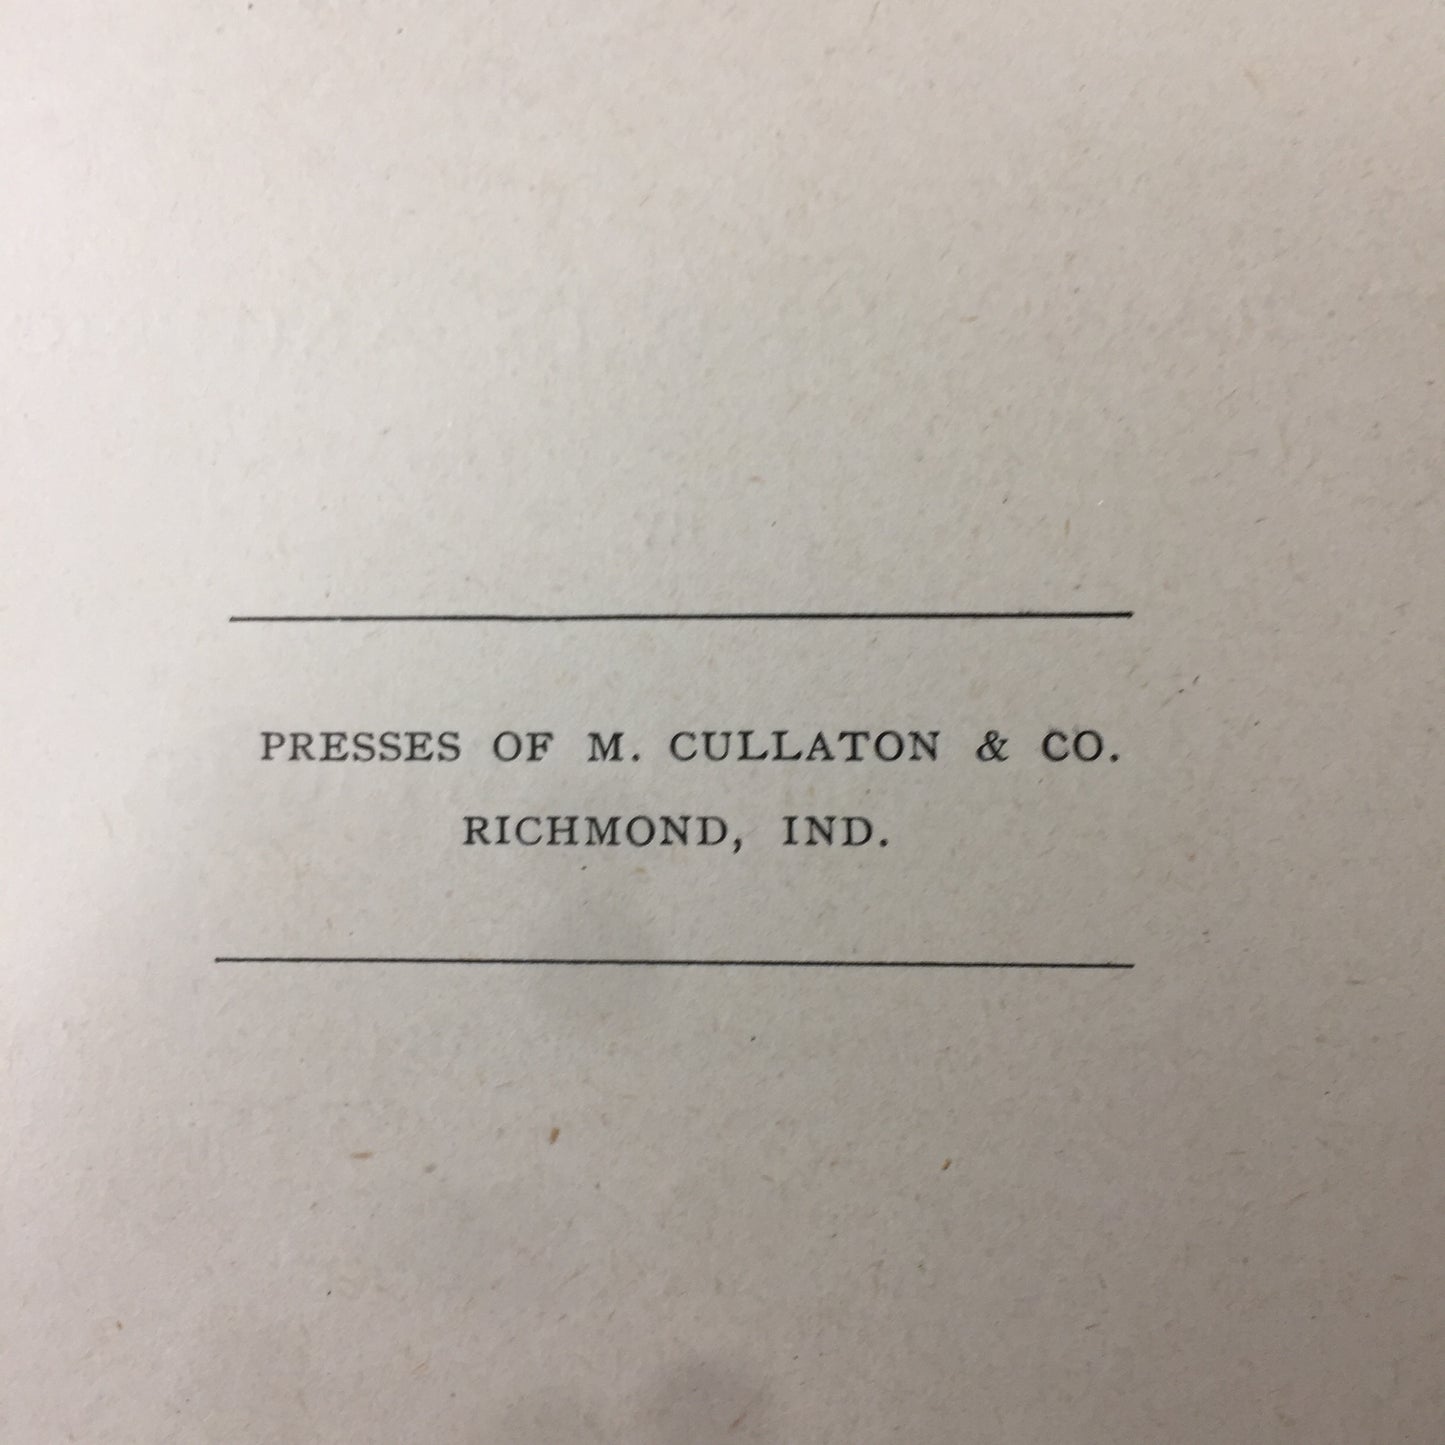 PRESSES OF M. CULLATON & CO.
RICHMOND, IND.